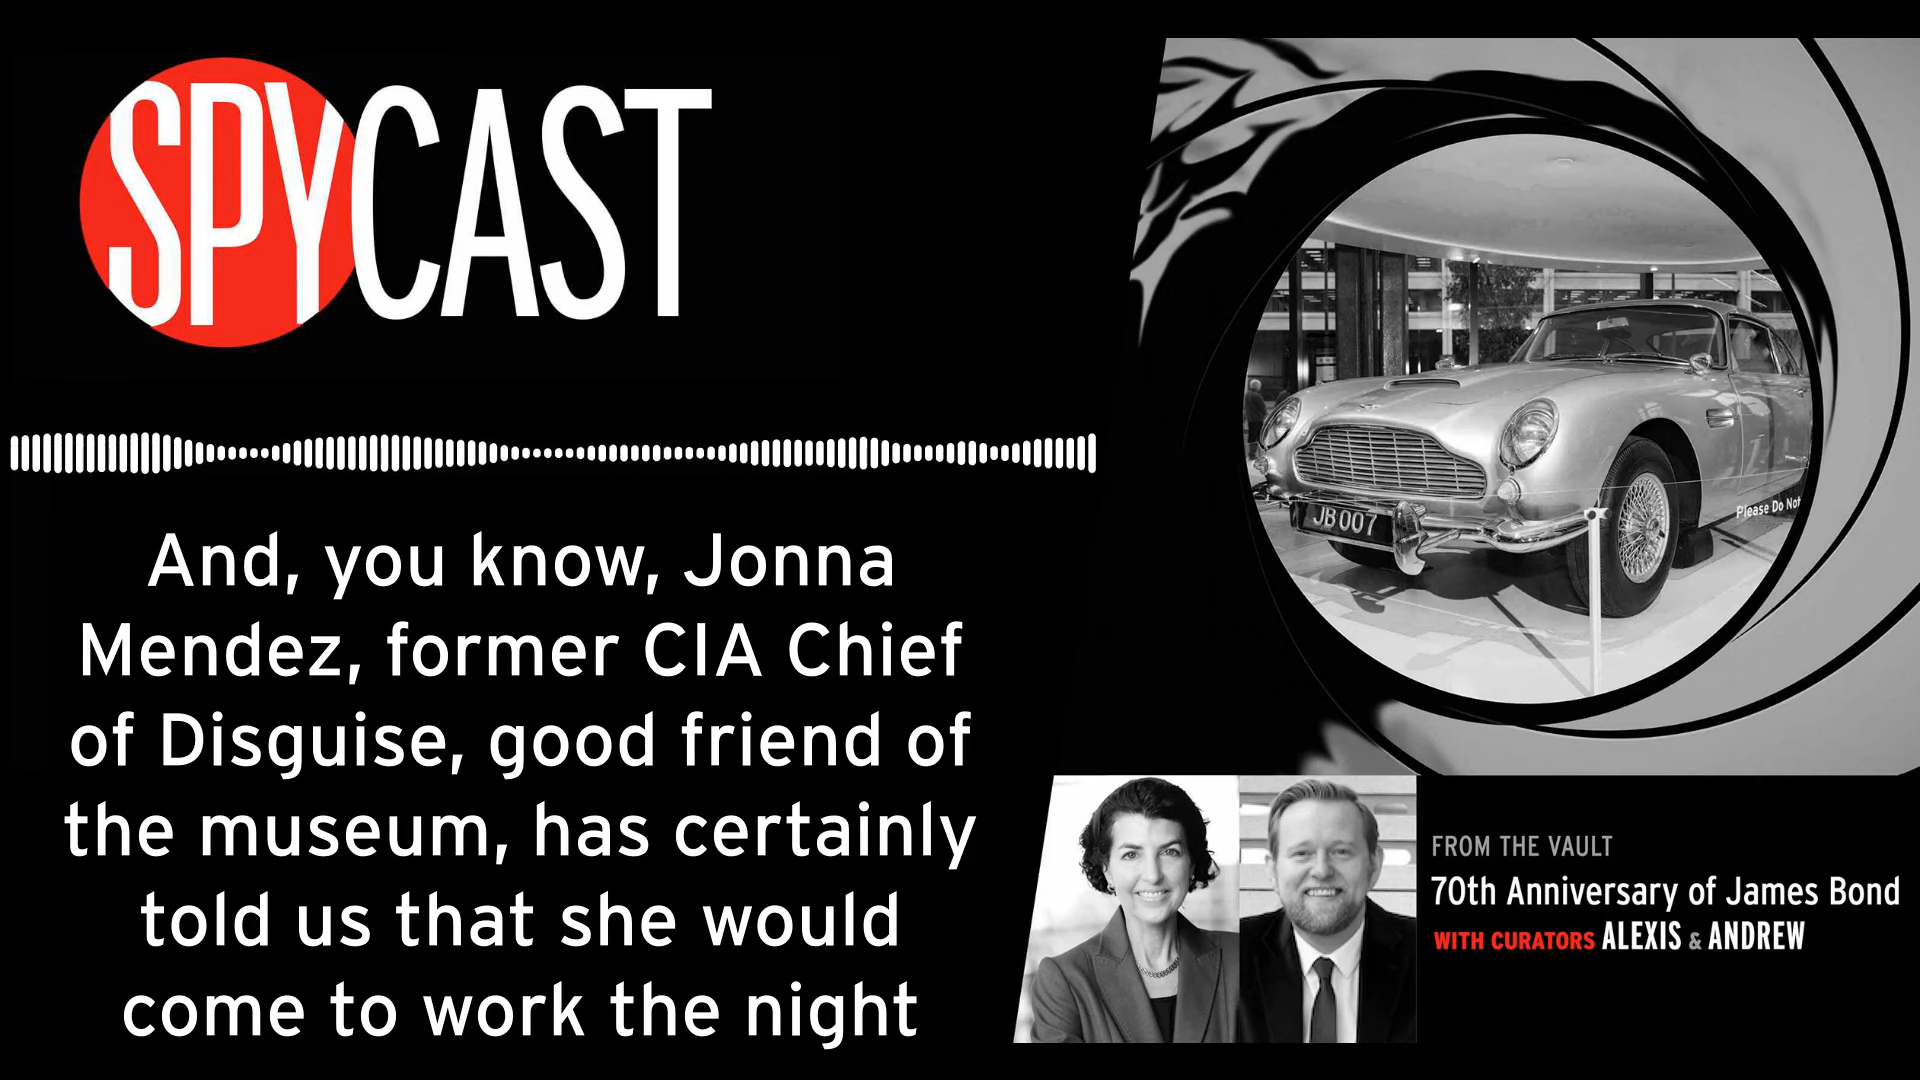 SPYCAST
And, you know, Jonna
Mendez, former CIA Chief
of Disguise, good friend of
the museum, has certainly
told us that she would
come to work the night
JB 007
Please Do Not
FROM THE VAULT
70th Anniversary of James Bond
WITH CURATORS ALEXIS & ANDREW